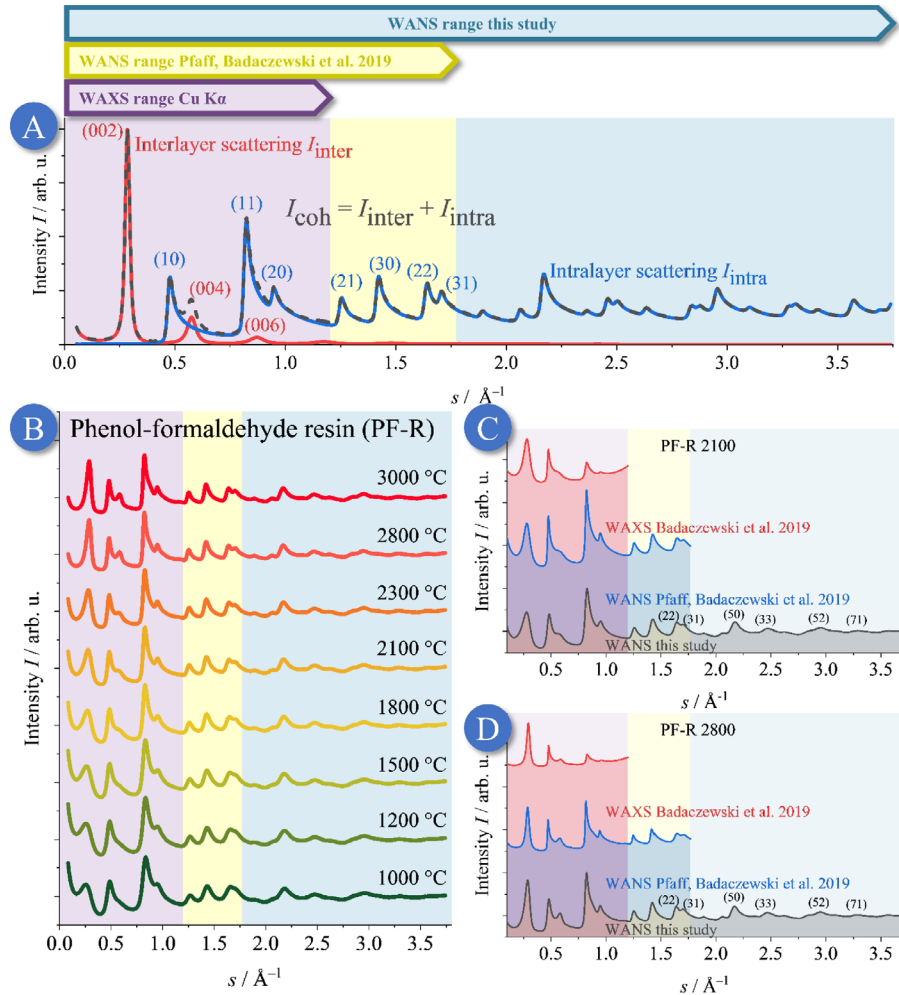 WANS range this study
WANS range Pfaff, Badaczewski et al. 2019
WAXS range Cu Kα
A
(002)
Interlayer scattering Iinter
(11)
Icoh = Iinter + Iintra
(10)
(20)
(30)
(22)
(21)
(31)
(004)
Intralayer scattering Iintra
(006)
Intensity I / arb. u.
0.0 0.5 1.0 1.5 2.0 2.5 3.0 3.5
s / Å−1
B
Phenol-formaldehyde resin (PF-R)
3000 °C
2800 °C
2300 °C
2100 °C
1800 °C
1500 °C
1200 °C
1000 °C
Intensity I / arb. u.
0.0 0.5 1.0 1.5 2.0 2.5 3.0 3.5
s / Å−1
C
PF-R 2100
WAXS Badaczewski et al. 2019
WANS Pfaff, Badaczewski et al. 2019
(22) (31) (50) (33) (52) (71)
WANS this study
Intensity I / arb. u.
0.5 1.0 1.5 2.0 2.5 3.0 3.5
s / Å−1
D
PF-R 2800
WAXS Badaczewski et al. 2019
WANS Pfaff, Badaczewski et al. 2019
(22) (31) (50) (33) (52) (71)
WANS this study
Intensity I / arb. u.
0.5 1.0 1.5 2.0 2.5 3.0 3.5
s / Å−1